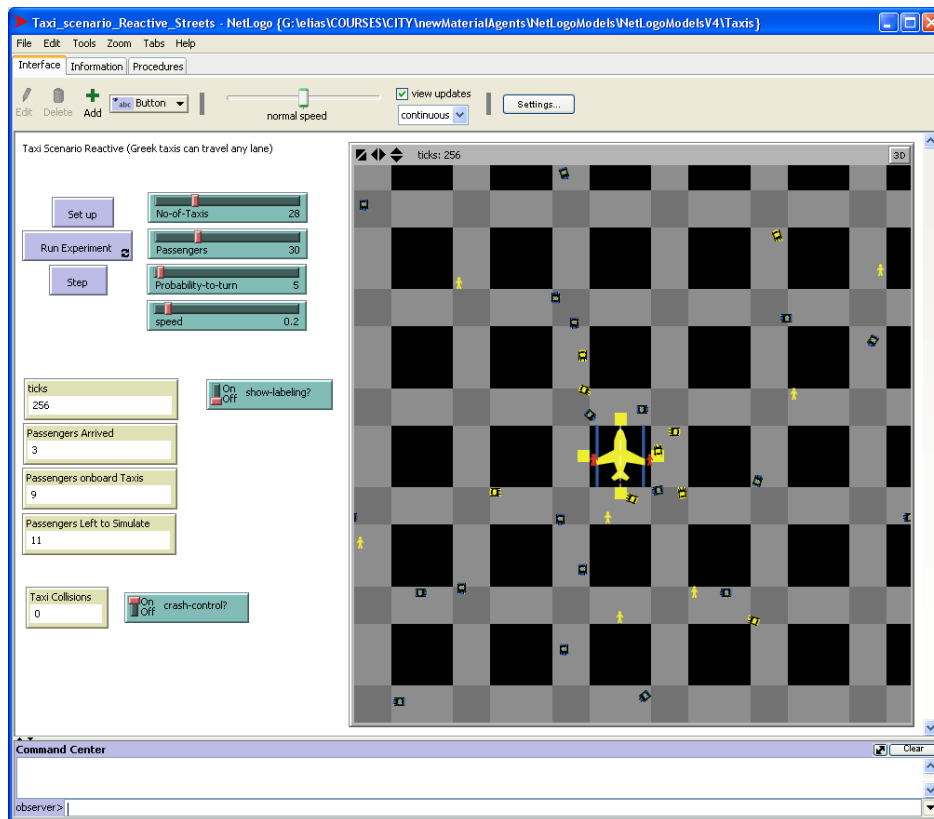 Taxi_scenario_Reactive_Streets - NetLogo {G:\elias\COURSES\CITY\newMaterialAgents\NetLogoModels\NetLogoModelsV4\Taxis}
File Edit Tools Zoom Tabs Help
Interface Information Procedures
Edit Delete Add abc Button normal speed view updates continuous Settings...
Taxi Scenario Reactive (Greek taxis can travel any lane)
ticks: 256 3D
Set up
No-of-Taxis 28
Run Experiment
Passengers 30
Step
Probability-to-turn 5
speed 0.2
ticks
256
On
Off
show-labeling?
Passengers Arrived
3
Passengers onboard Taxis
9
Passengers Left to Simulate
11
Taxi Collisions
0
On
Off
crash-control?
Command Center Clear
observer>